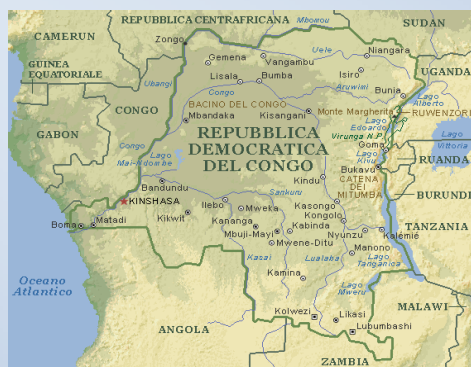 REPUBBLICA CENTRAFRICANA
Mbomou
SUDAN
CAMERUN
Zongo
Uele
Niangara
Gemena
Vangambu
GUINEA
EQUATORIALE
Ubangi
Lisala
Bumba
Isiro
UGANDA
Aruwimi
Bunia
Lago
Alberto
Congo
CONGO
BACINO DEL CONGO
Kisangani
Monte Margherita
RUWENZORI
Mbandaka
Lago
Edoardo
GABON
REPUBBLICA
DEMOCRATICA
DEL CONGO
Virunga N.P.
Lago
Vittoria
Congo
Lago
Mai-Ndombe
Goma
Lago
Kivu
RUANDA
Bukavu
CATENA
DEI
MITUMBA
Bandundu
Kindu
BURUNDI
KINSHASA
Sankuru
Ilebo
Mweka
Kasongo
Kongolo
Kikwit
Matadi
Boma
Kananga
Kabinda
Nyunzu
Kalémié
TANZANIA
Mbuji-Mayi
Mwene-Ditu
Manono
Kasai
Lualaba
Lago
Tanganica
Oceano
Atlantico
Kamina
Lago
Mweru
MALAWI
ANGOLA
Kolwezi
Likasi
Lubumbashi
ZAMBIA